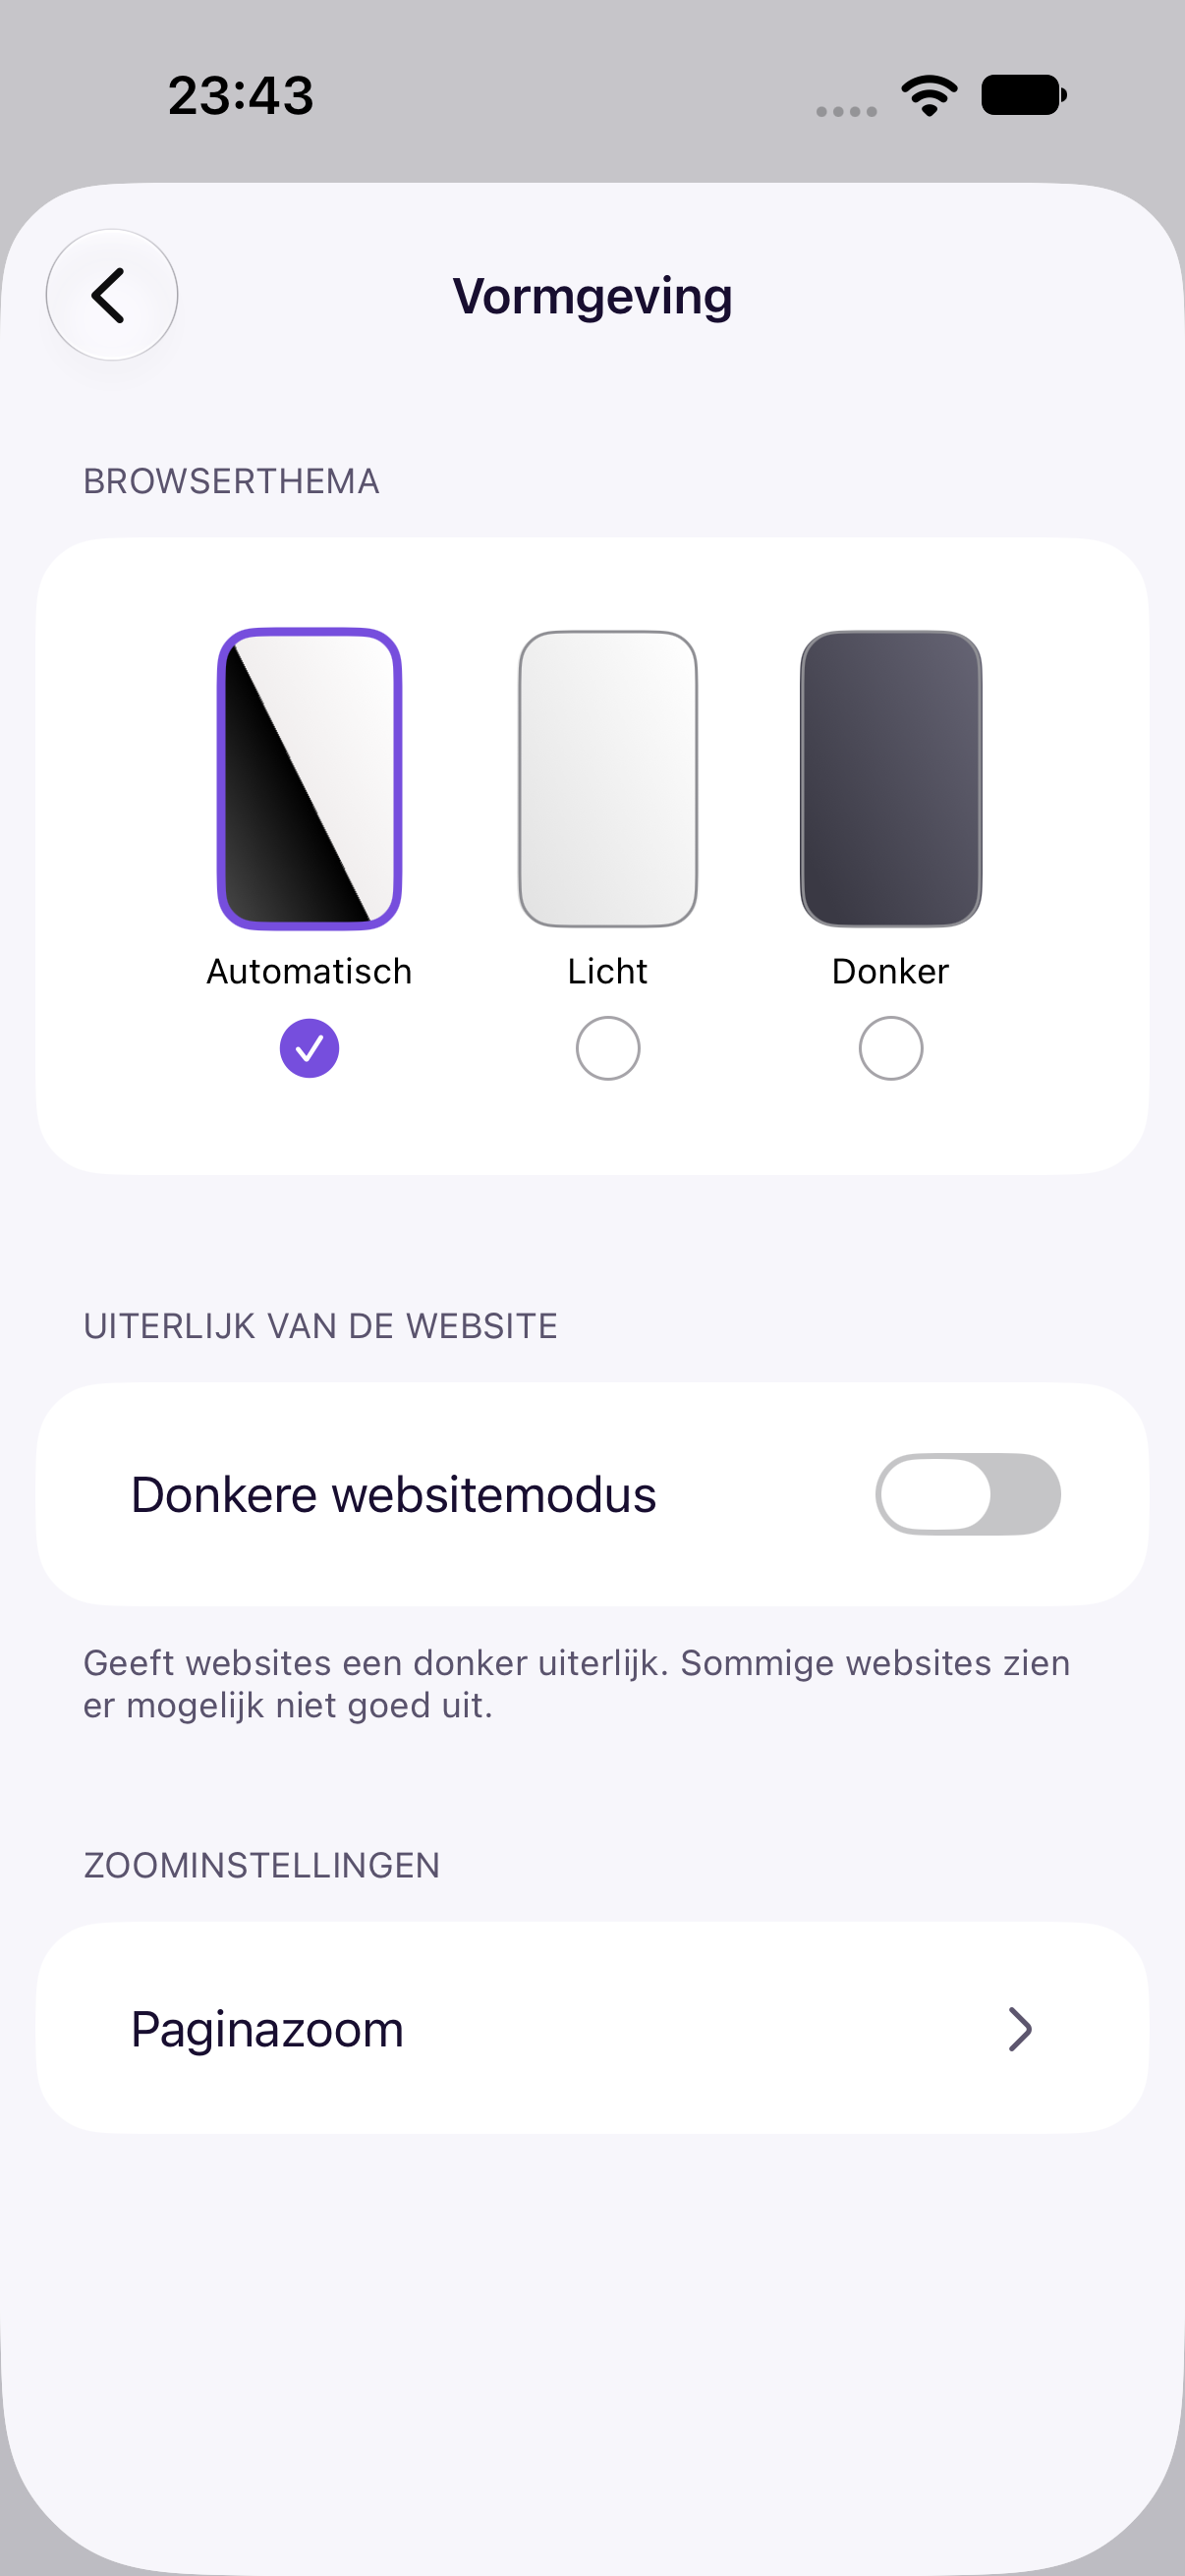 23:43
Vormgeving
BROWSERTHEMA
Automatisch
Licht
Donker
UITERLIJK VAN DE WEBSITE
Donkere websitemodus
Geeft websites een donker uiterlijk. Sommige websites zien
er mogelijk niet goed uit.
ZOOMINSTELLINGEN
Paginazoom